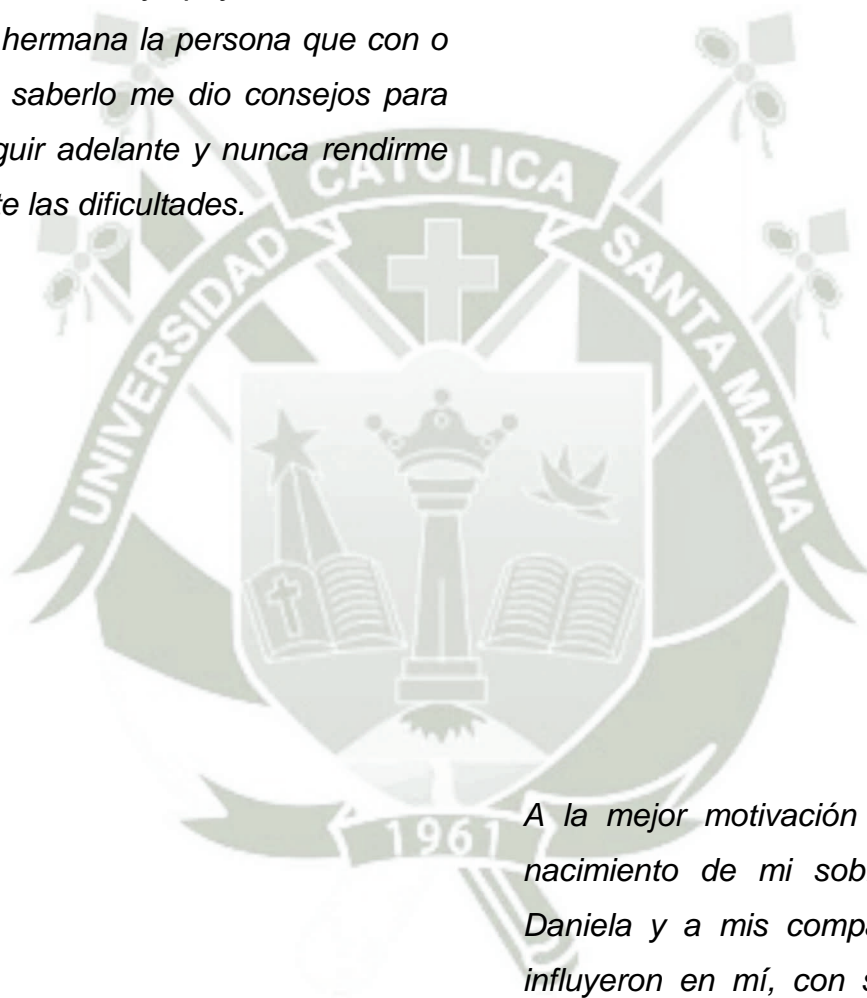 hermana la persona que con o
saberlo me dio consejos para
guir adelante y nunca rendirme
te las dificultades.
UNIVERSIDAD CATOLICA SANTA MARIA
1961
A la mejor motivación
nacimiento de mi sob
Daniela y a mis compa
influyeron en mí, con s